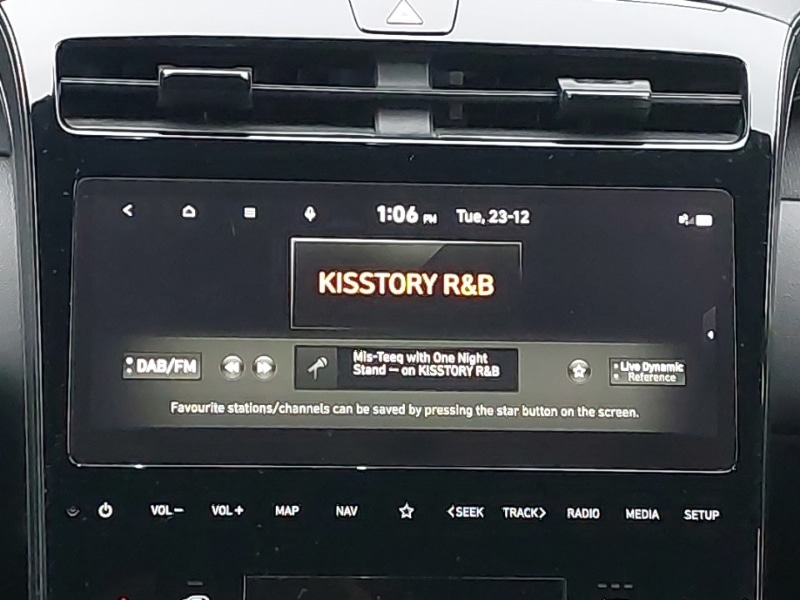 1:06 PM Tue, 23-12
KISSTORY R&B
DAB/FM
Mis-Teeq with One Night
Stand — on KISSTORY R&B
Live Dynamic
Reference
Favourite stations/channels can be saved by pressing the star button on the screen.
VOL− VOL+ MAP NAV <SEEK TRACK> RADIO MEDIA SETUP